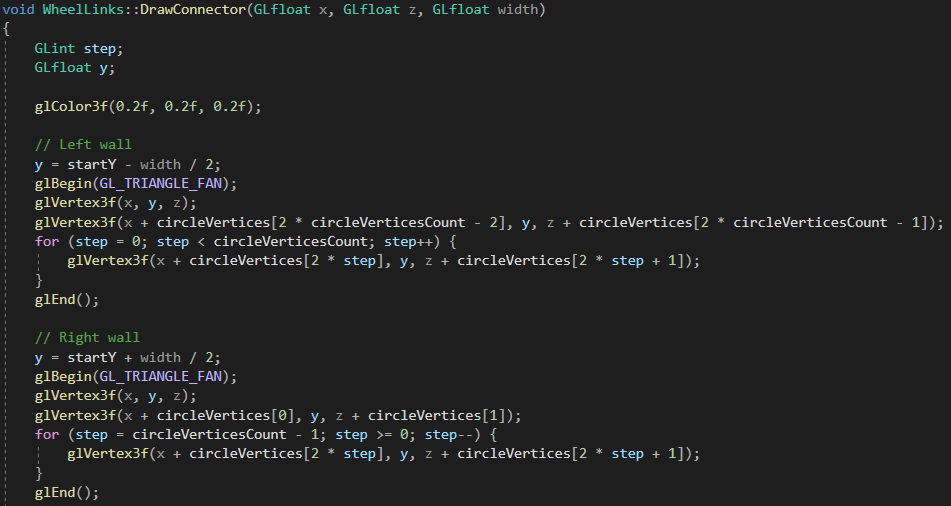 void WheelLinks::DrawConnector(GLfloat x, GLfloat z, GLfloat width)
{
    GLint step;
    GLfloat y;

    glColor3f(0.2f, 0.2f, 0.2f);

    // Left wall
    y = startY - width / 2;
    glBegin(GL_TRIANGLE_FAN);
    glVertex3f(x, y, z);
    glVertex3f(x + circleVertices[2 * circleVerticesCount - 2], y, z + circleVertices[2 * circleVerticesCount - 1]);
    for (step = 0; step < circleVerticesCount; step++) {
        glVertex3f(x + circleVertices[2 * step], y, z + circleVertices[2 * step + 1]);
    }
    glEnd();

    // Right wall
    y = startY + width / 2;
    glBegin(GL_TRIANGLE_FAN);
    glVertex3f(x, y, z);
    glVertex3f(x + circleVertices[0], y, z + circleVertices[1]);
    for (step = circleVerticesCount - 1; step >= 0; step--) {
        glVertex3f(x + circleVertices[2 * step], y, z + circleVertices[2 * step + 1]);
    }
    glEnd();